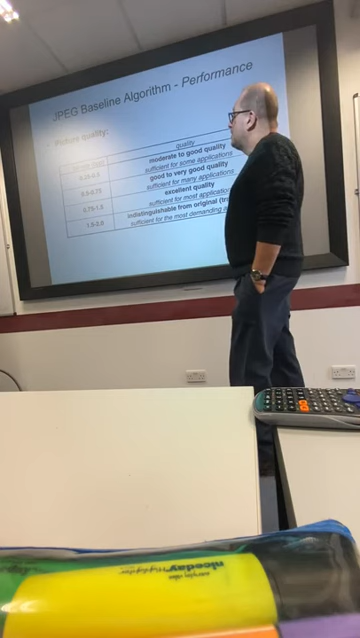 JPEG Baseline Algorithm - Performance
Picture quality:
quality
0.25-0.5
moderate to good quality
sufficient for some applications
0.5-0.75
good to very good quality
sufficient for many applications
0.75-1.5
excellent quality
sufficient for most applications
1.5-2.0
indistinguishable from original
sufficient for the most demanding
niceday